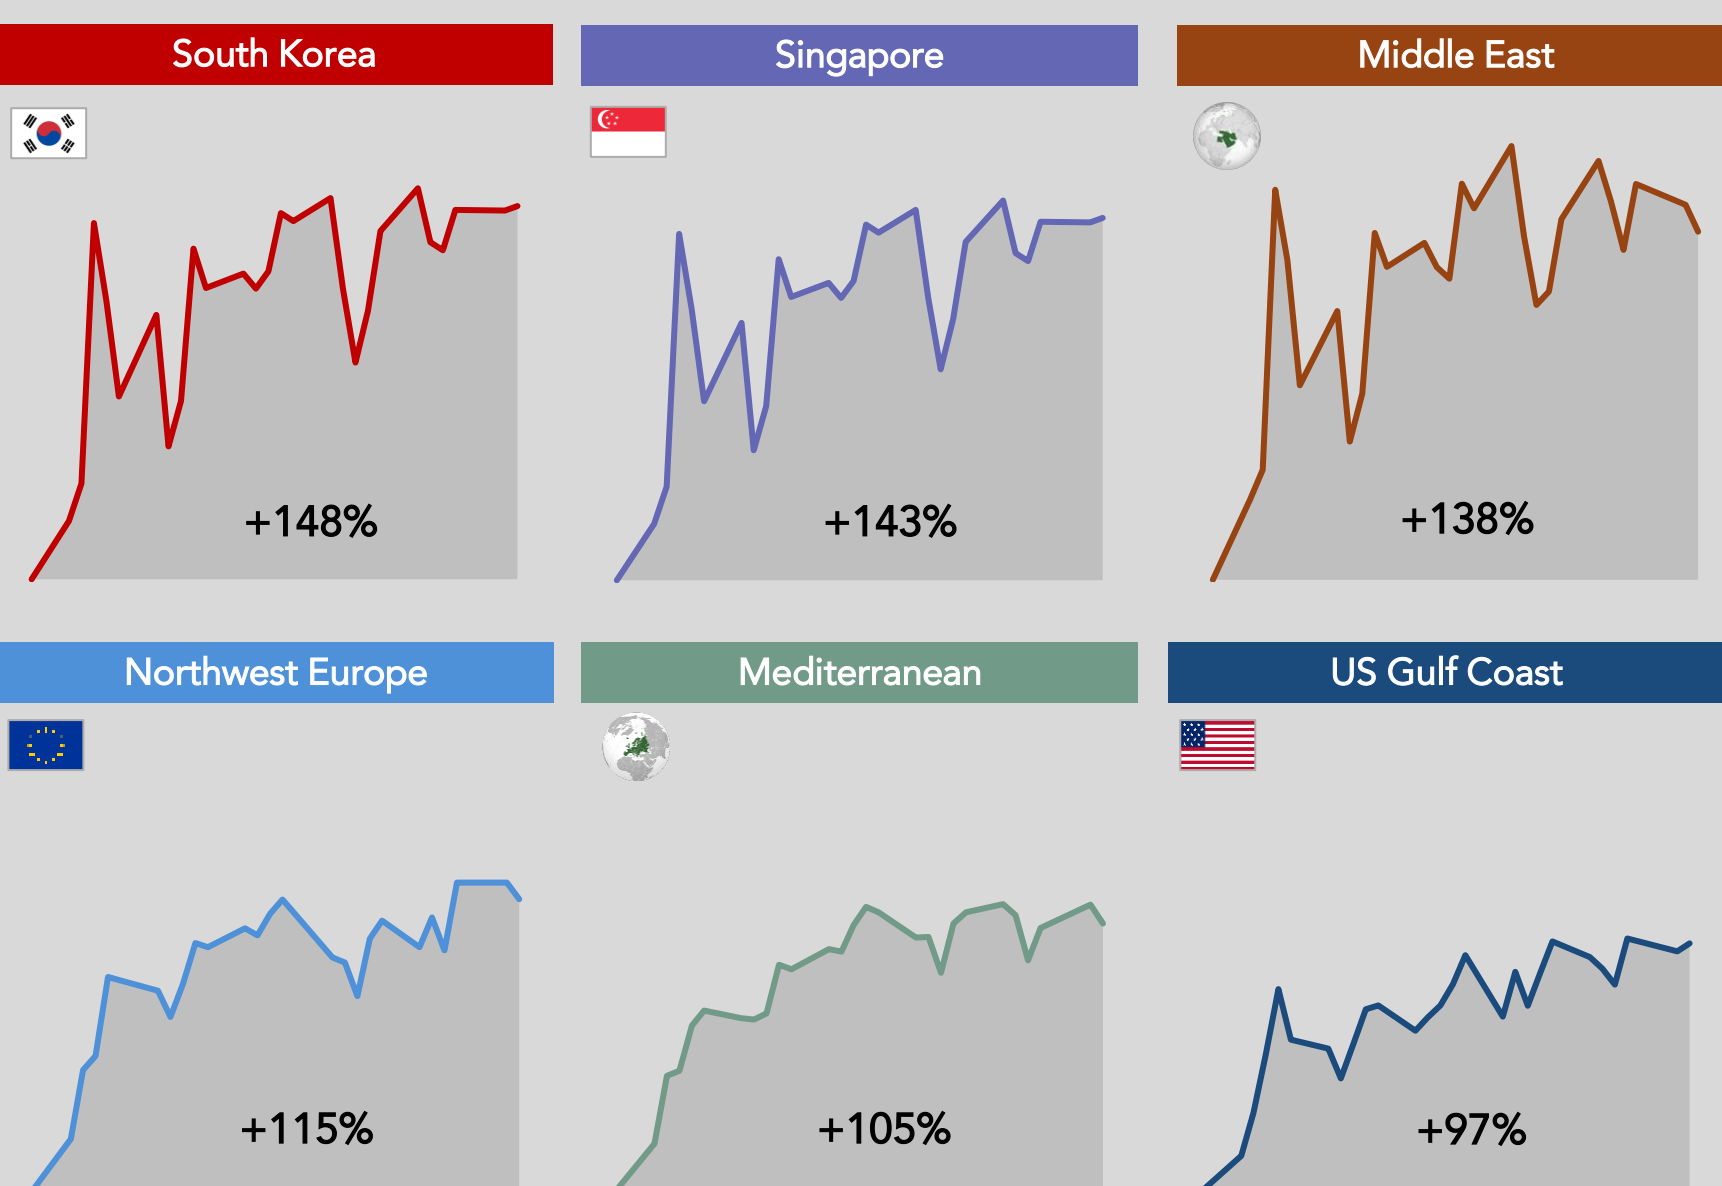 South Korea
Singapore
Middle East
+148%
+143%
+138%
Northwest Europe
Mediterranean
US Gulf Coast
+115%
+105%
+97%